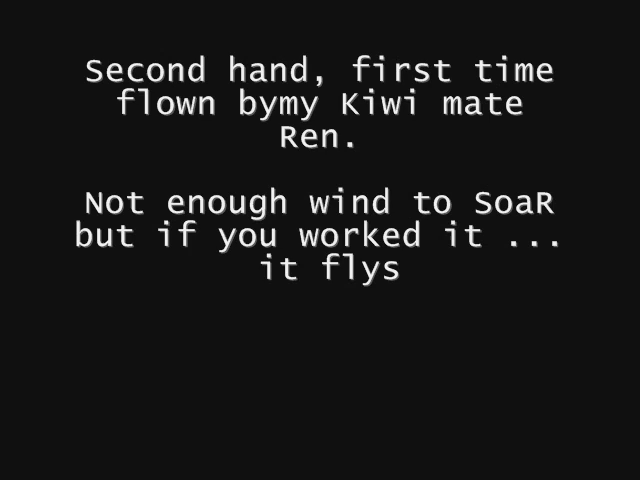 Second hand, first time
flown bymy Kiwi mate
Ren.
Not enough wind to SoaR
but if you worked it ...
it flys